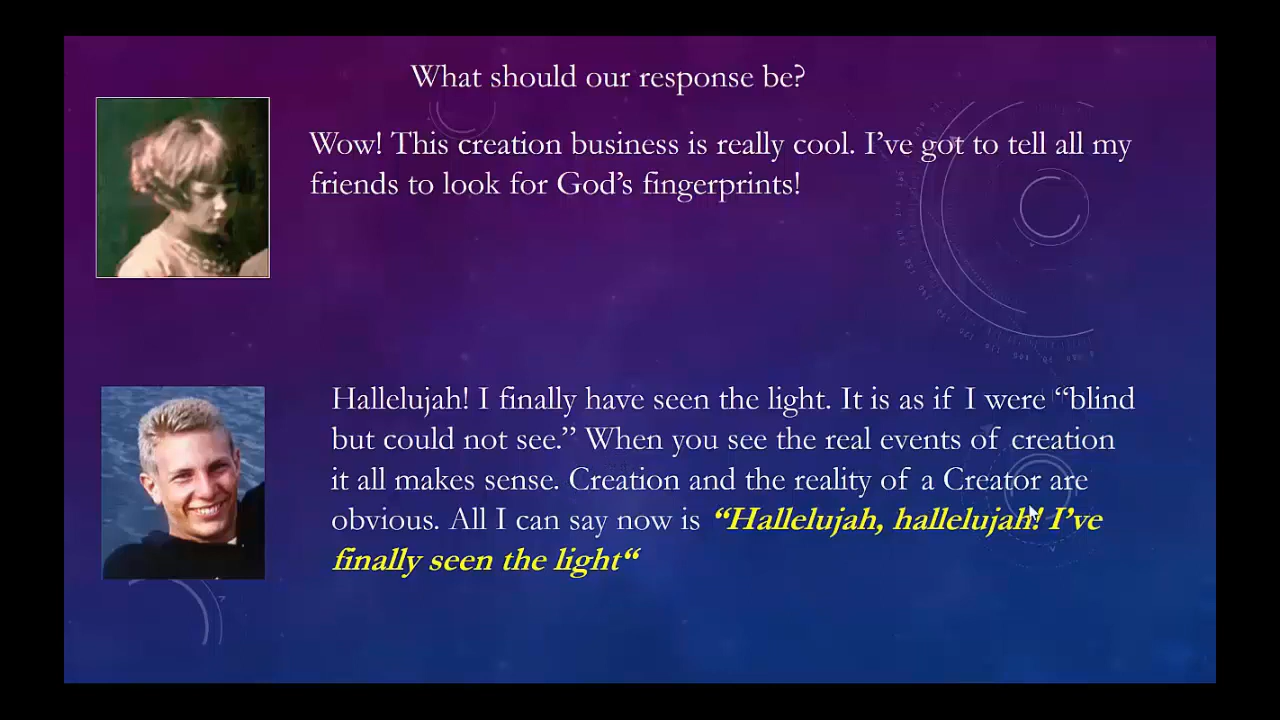 What should our response be?
Wow! This creation business is really cool. I’ve got to tell all my
friends to look for God’s fingerprints!
Hallelujah! I finally have seen the light. It is as if I were “blind
but could not see.” When you see the real events of creation
it all makes sense. Creation and the reality of a Creator are
obvious. All I can say now is “Hallelujah, hallelujah! I’ve
finally seen the light“